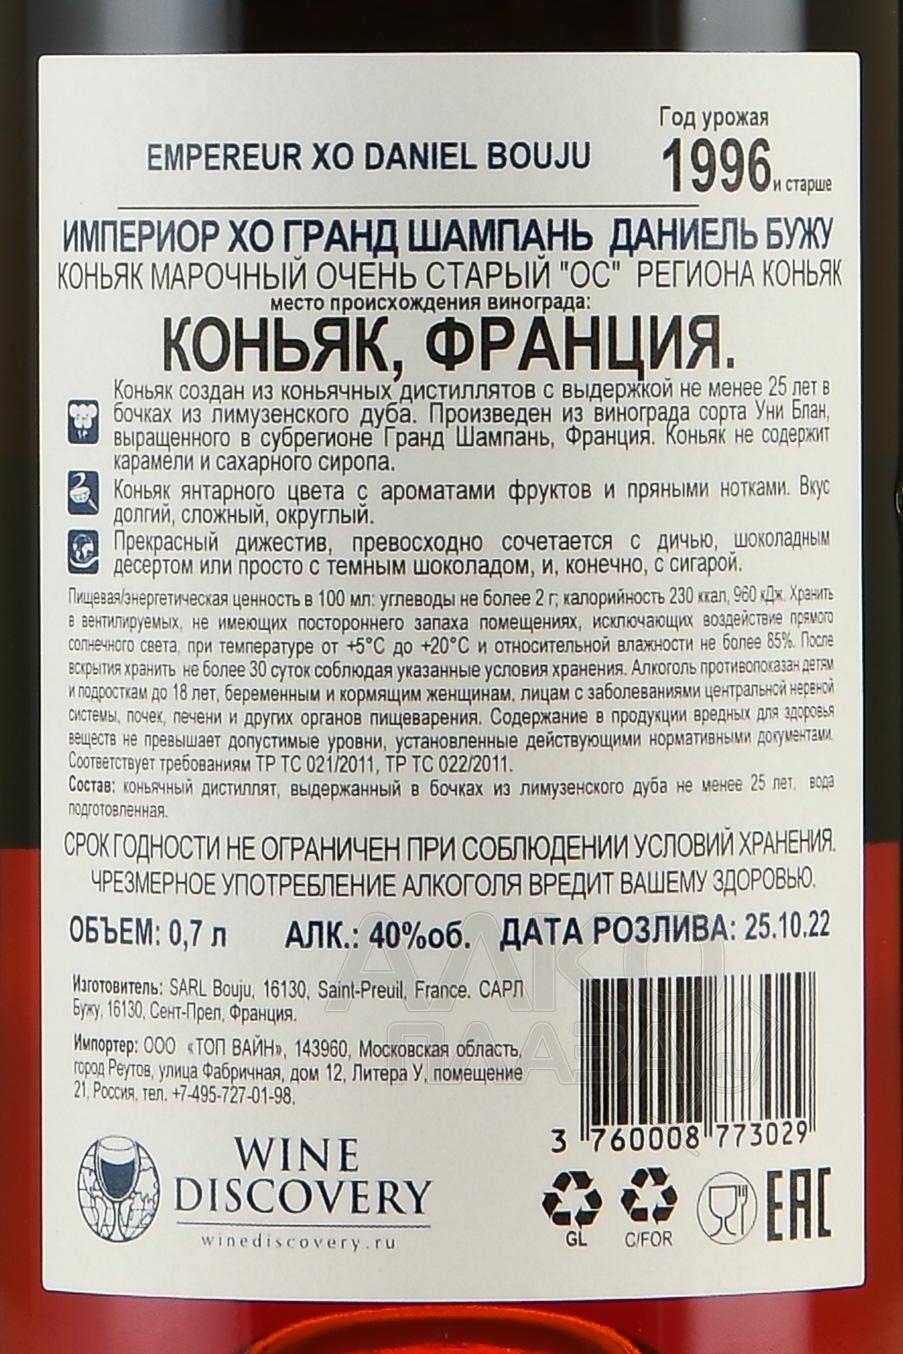 Год урожая
EMPEREUR XO DANIEL BOUJU
1996 и старше
ИМПЕРИОР ХО ГРАНД ШАМПАНЬ ДАНИЕЛЬ БУЖУ
КОНЬЯК МАРОЧНЫЙ ОЧЕНЬ СТАРЫЙ "ОС" РЕГИОНА КОНЬЯК
место происхождения винограда:
КОНЬЯК, ФРАНЦИЯ.
Коньяк создан из коньячных дистиллятов с выдержкой не менее 25 лет в
бочках из лимузенского дуба. Произведен из винограда сорта Уни Блан,
выращенного в субрегионе Гранд Шампань, Франция. Коньяк не содержит
карамели и сахарного сиропа.
Коньяк янтарного цвета с ароматами фруктов и пряными нотками. Вкус
долгий, сложный, округлый.
Прекрасный дижестив, превосходно сочетается с дичью, шоколадным
десертом или просто с темным шоколадом, и, конечно, с сигарой.
Пищевая/энергетическая ценность в 100 мл: углеводы не более 2 г; калорийность 230 ккал, 960 кДж. Хранить
в вентилируемых, не имеющих постороннего запаха помещениях, исключающих воздействие прямого
солнечного света, при температуре от +5°С до +20°С и относительной влажности не более 85%. После
вскрытия хранить не более 30 суток соблюдая указанные условия хранения. Алкоголь противопоказан детям
и подросткам до 18 лет, беременным и кормящим женщинам, лицам с заболеваниями центральной нервной
системы, почек, печени и других органов пищеварения. Содержание в продукции вредных для здоровья
веществ не превышает допустимые уровни, установленные действующими нормативными документами.
Соответствует требованиям ТР ТС 021/2011, ТР ТС 022/2011.
Состав: коньячный дистиллят, выдержанный в бочках из лимузенского дуба не менее 25 лет, вода
подготовленная.
СРОК ГОДНОСТИ НЕ ОГРАНИЧЕН ПРИ СОБЛЮДЕНИИ УСЛОВИЙ ХРАНЕНИЯ.
ЧРЕЗМЕРНОЕ УПОТРЕБЛЕНИЕ АЛКОГОЛЯ ВРЕДИТ ВАШЕМУ ЗДОРОВЬЮ.
ОБЪЕМ: 0,7 л АЛК.: 40%об. ДАТА РОЗЛИВА: 25.10.22
Изготовитель: SARL Bouju, 16130, Saint-Preuil, France. САРЛ
Бужу, 16130, Сент-Прел, Франция.
Импортер: ООО «ТОП ВАЙН», 143960, Московская область,
город Реутов, улица Фабричная, дом 12, Литера У, помещение
21, Россия, тел. +7-495-727-01-98.
АЛКО
ПЛАЗА
3 760008 773029
WINE
DISCOVERY
winediscovery.ru
GL
C/FOR
EAC